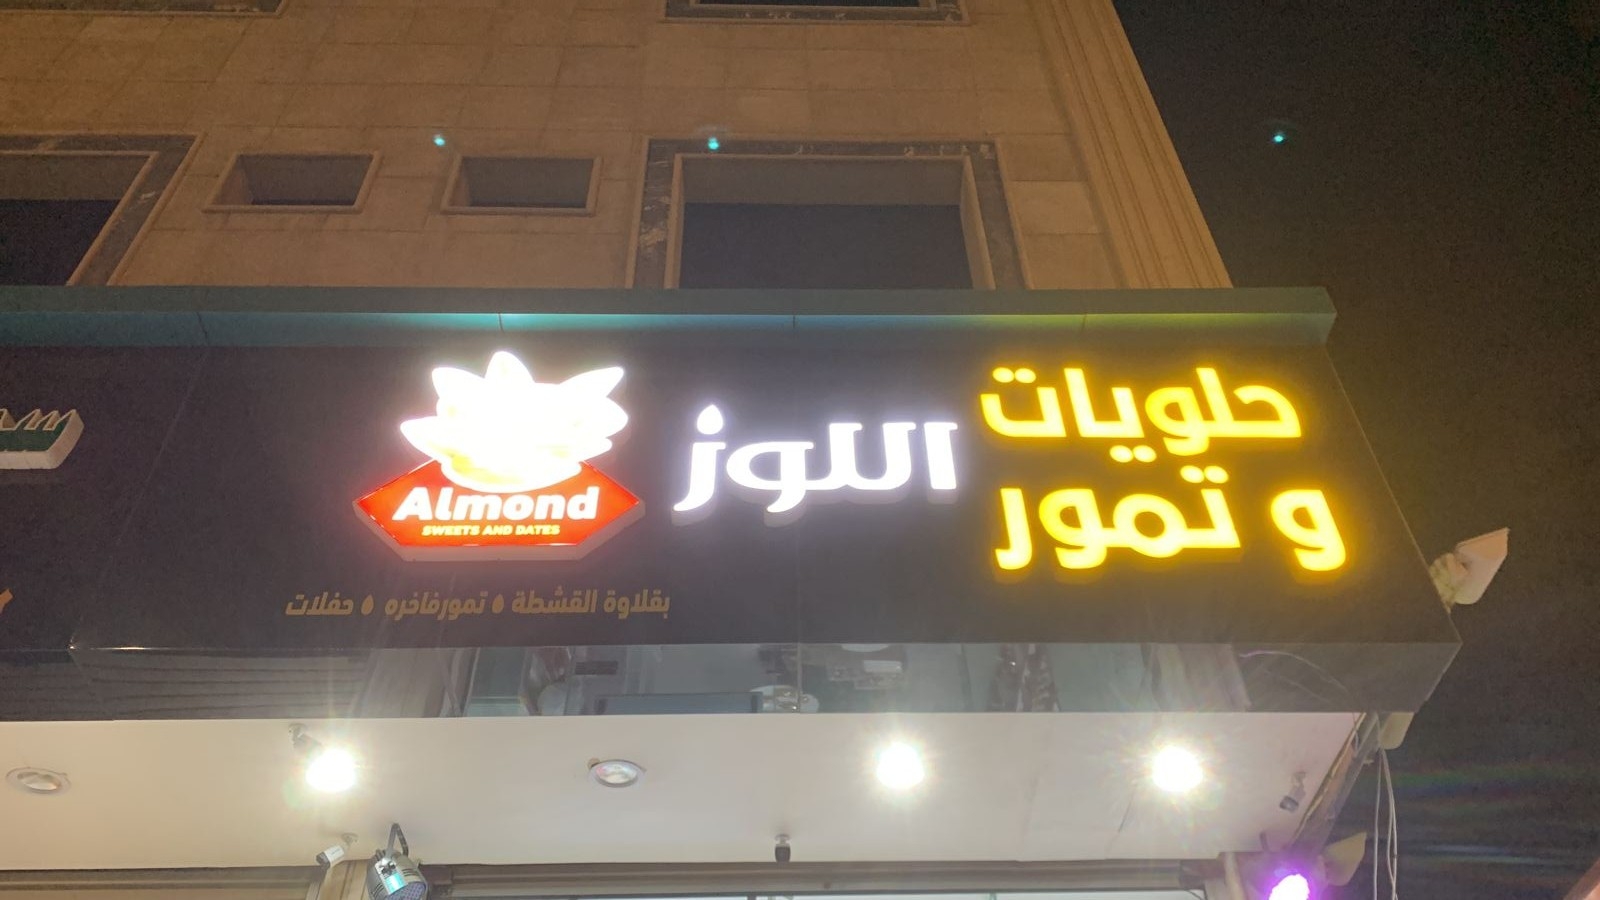 حلويات
و تمور
اللوز
Almond
SWEETS AND DATES
بقلاوة القشطة • تمورفاخره • حفلات